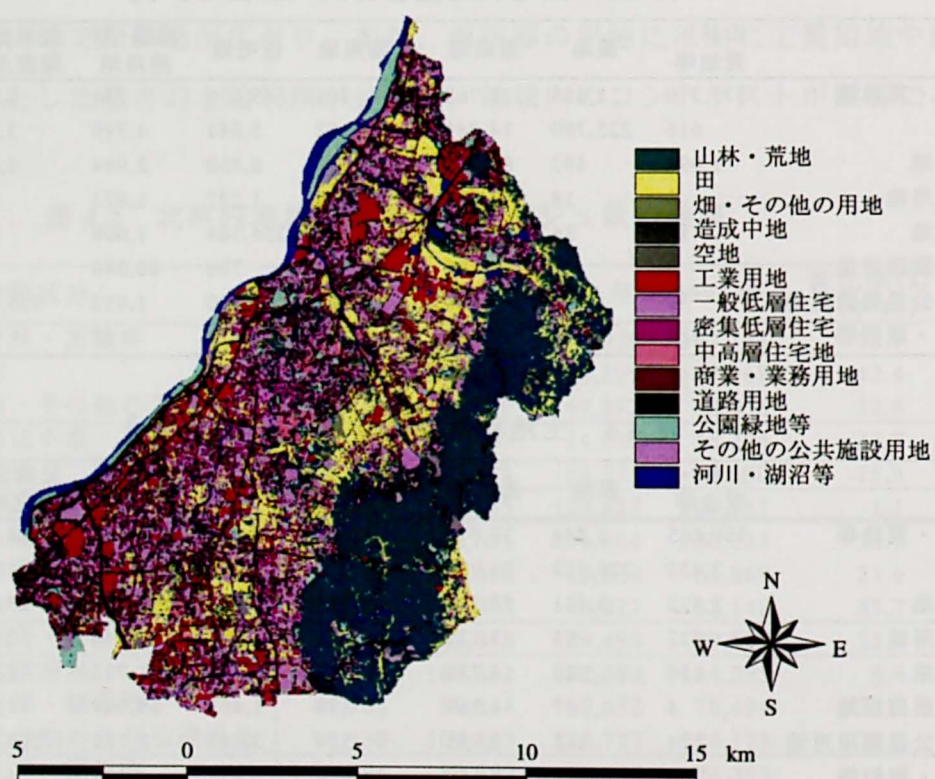 山林・荒地
田
畑・その他の用地
造成中地
空地
工業用地
一般低層住宅
密集低層住宅
中高層住宅地
商業・業務用地
道路用地
公園緑地等
その他の公共施設用地
河川・湖沼等
N
W E
S
5 0 5 10 15 km